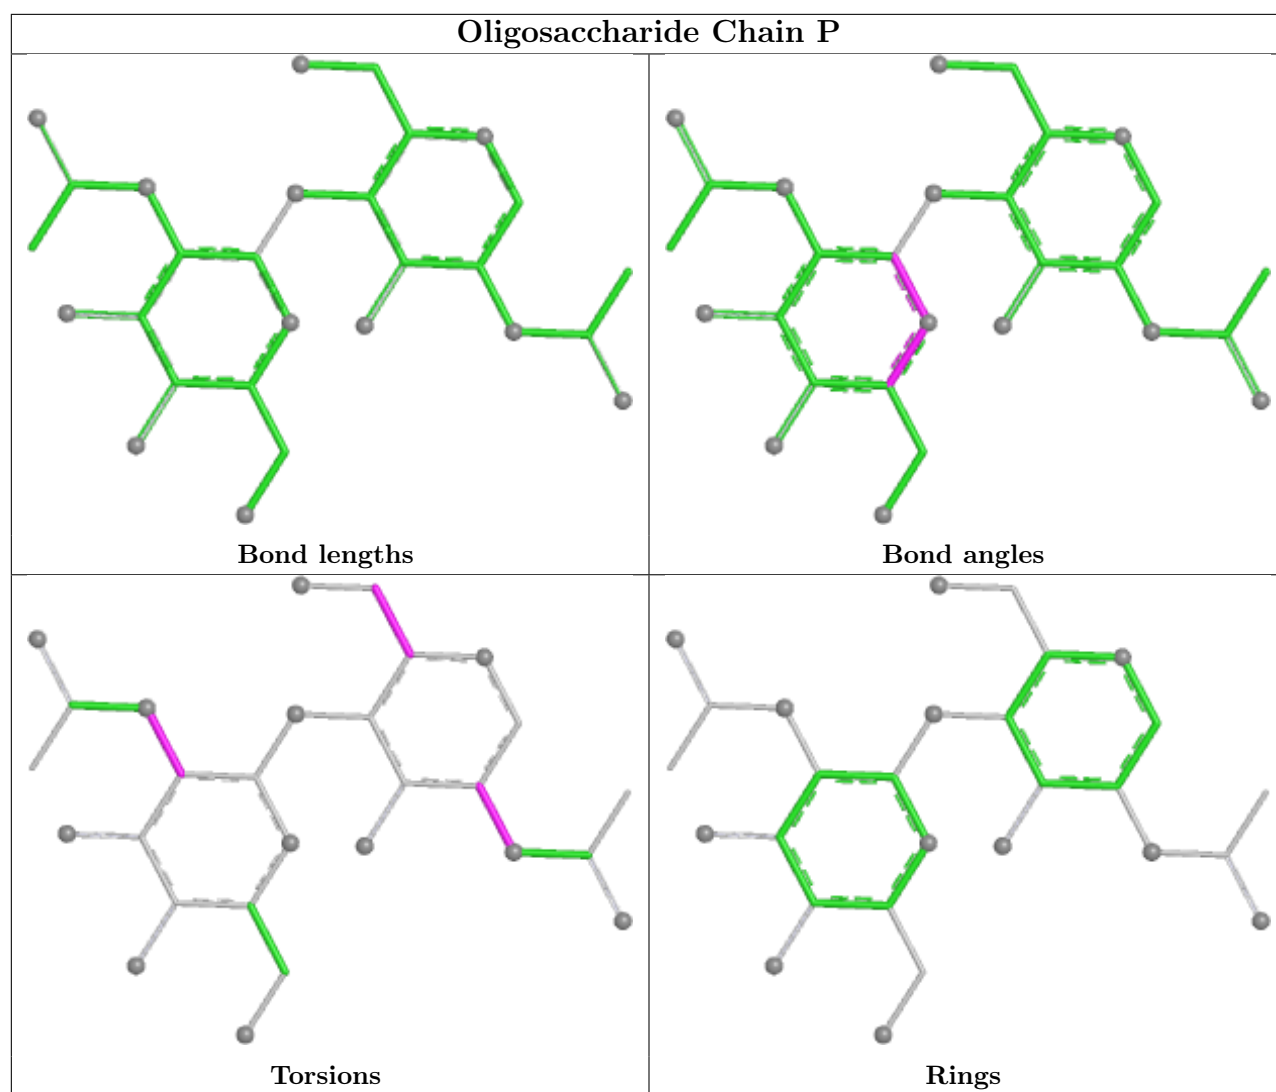 Oligosaccharide Chain P
Bond lengths
Bond angles
Torsions
Rings